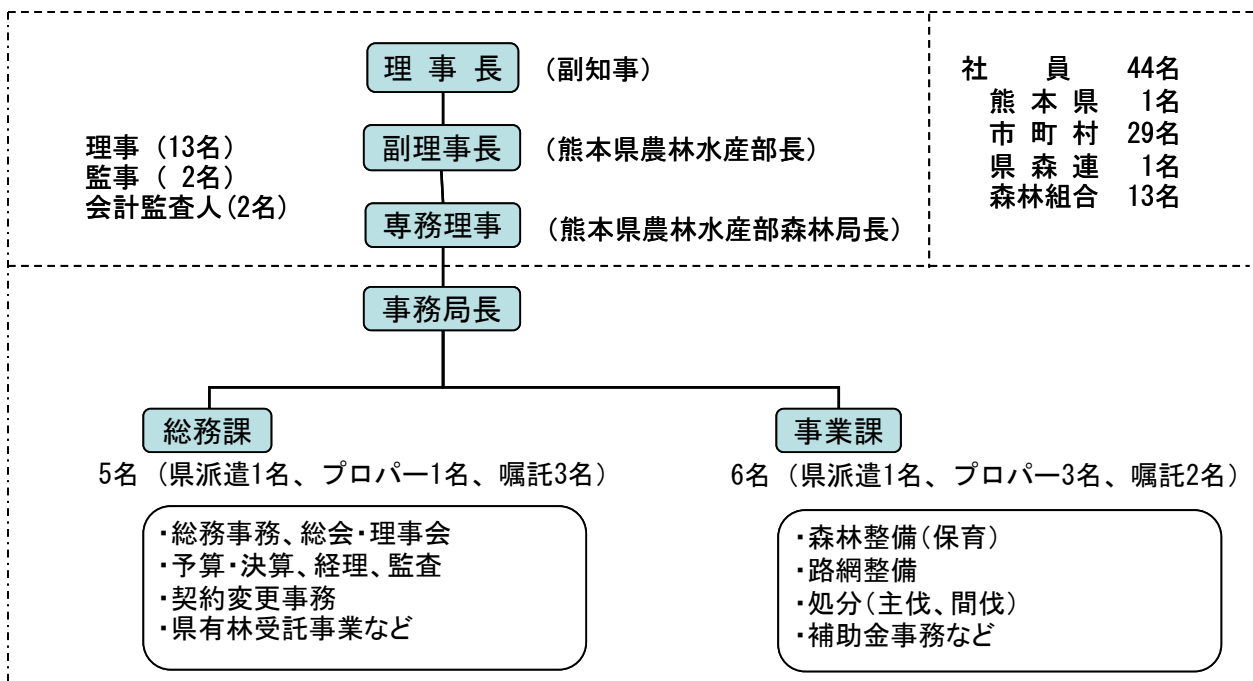 理 事 長 (副知事)
副理事長 (熊本県農林水産部長)
専務理事 (熊本県農林水産部森林局長)
理事 (13名)
監事 ( 2名)
会計監査人(2名)
社 員 44名
熊 本 県 1名
市 町 村 29名
県 森 連 1名
森林組合 13名
事務局長
総務課
5名 (県派遣1名、プロパー1名、嘱託3名)
・総務事務、総会・理事会
・予算・決算、経理、監査
・契約変更事務
・県有林受託事業など
事業課
6名 (県派遣1名、プロパー3名、嘱託2名)
・森林整備(保育)
・路網整備
・処分(主伐、間伐)
・補助金事務など